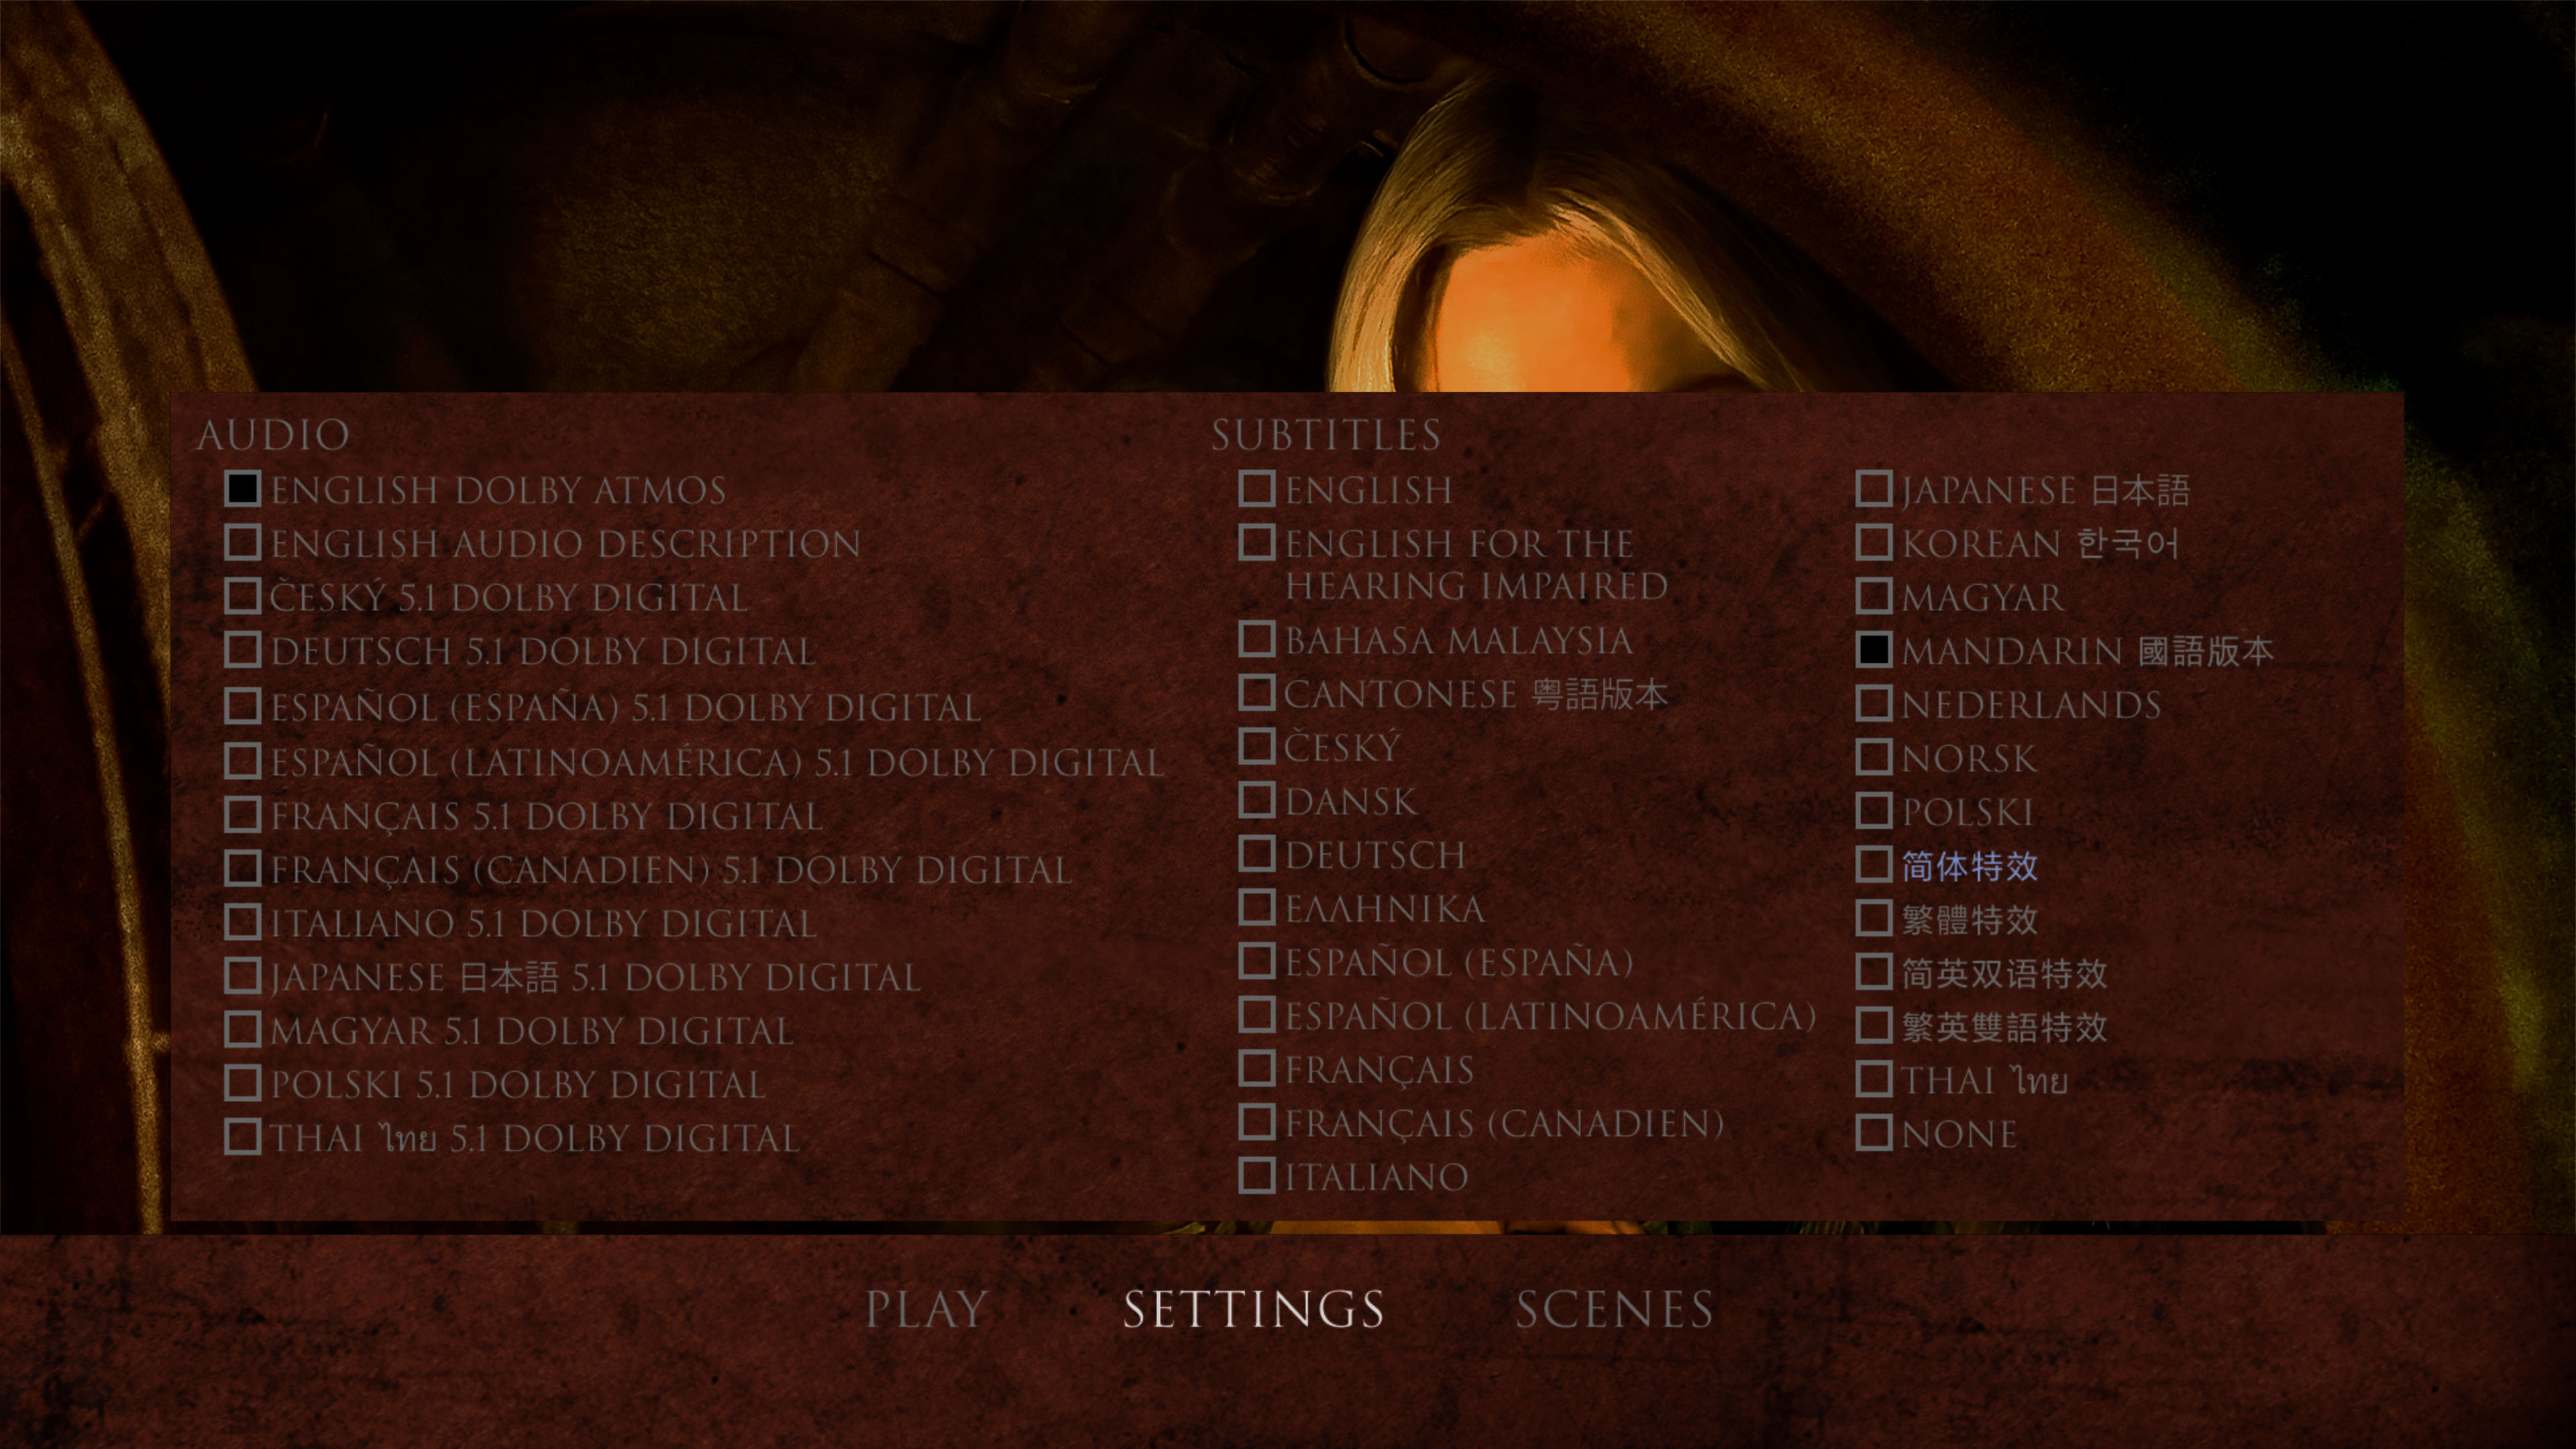 AUDIO
ENGLISH DOLBY ATMOS
ENGLISH AUDIO DESCRIPTION
ČESKÝ 5.1 DOLBY DIGITAL
DEUTSCH 5.1 DOLBY DIGITAL
ESPAÑOL (ESPAÑA) 5.1 DOLBY DIGITAL
ESPAÑOL (LATINOAMÉRICA) 5.1 DOLBY DIGITAL
FRANÇAIS 5.1 DOLBY DIGITAL
FRANÇAIS (CANADIEN) 5.1 DOLBY DIGITAL
ITALIANO 5.1 DOLBY DIGITAL
JAPANESE 日本語 5.1 DOLBY DIGITAL
MAGYAR 5.1 DOLBY DIGITAL
POLSKI 5.1 DOLBY DIGITAL
THAI ไทย 5.1 DOLBY DIGITAL
SUBTITLES
ENGLISH
ENGLISH FOR THE
HEARING IMPAIRED
BAHASA MALAYSIA
CANTONESE 粵語版本
ČESKÝ
DANSK
DEUTSCH
ΕΛΛΗΝΙΚΑ
ESPAÑOL (ESPAÑA)
ESPAÑOL (LATINOAMÉRICA)
FRANÇAIS
FRANÇAIS (CANADIEN)
ITALIANO
JAPANESE 日本語
KOREAN 한국어
MAGYAR
MANDARIN 國語版本
NEDERLANDS
NORSK
POLSKI
简体特效
繁體特效
简英双语特效
繁英雙語特效
THAI ไทย
NONE
PLAY
SETTINGS
SCENES